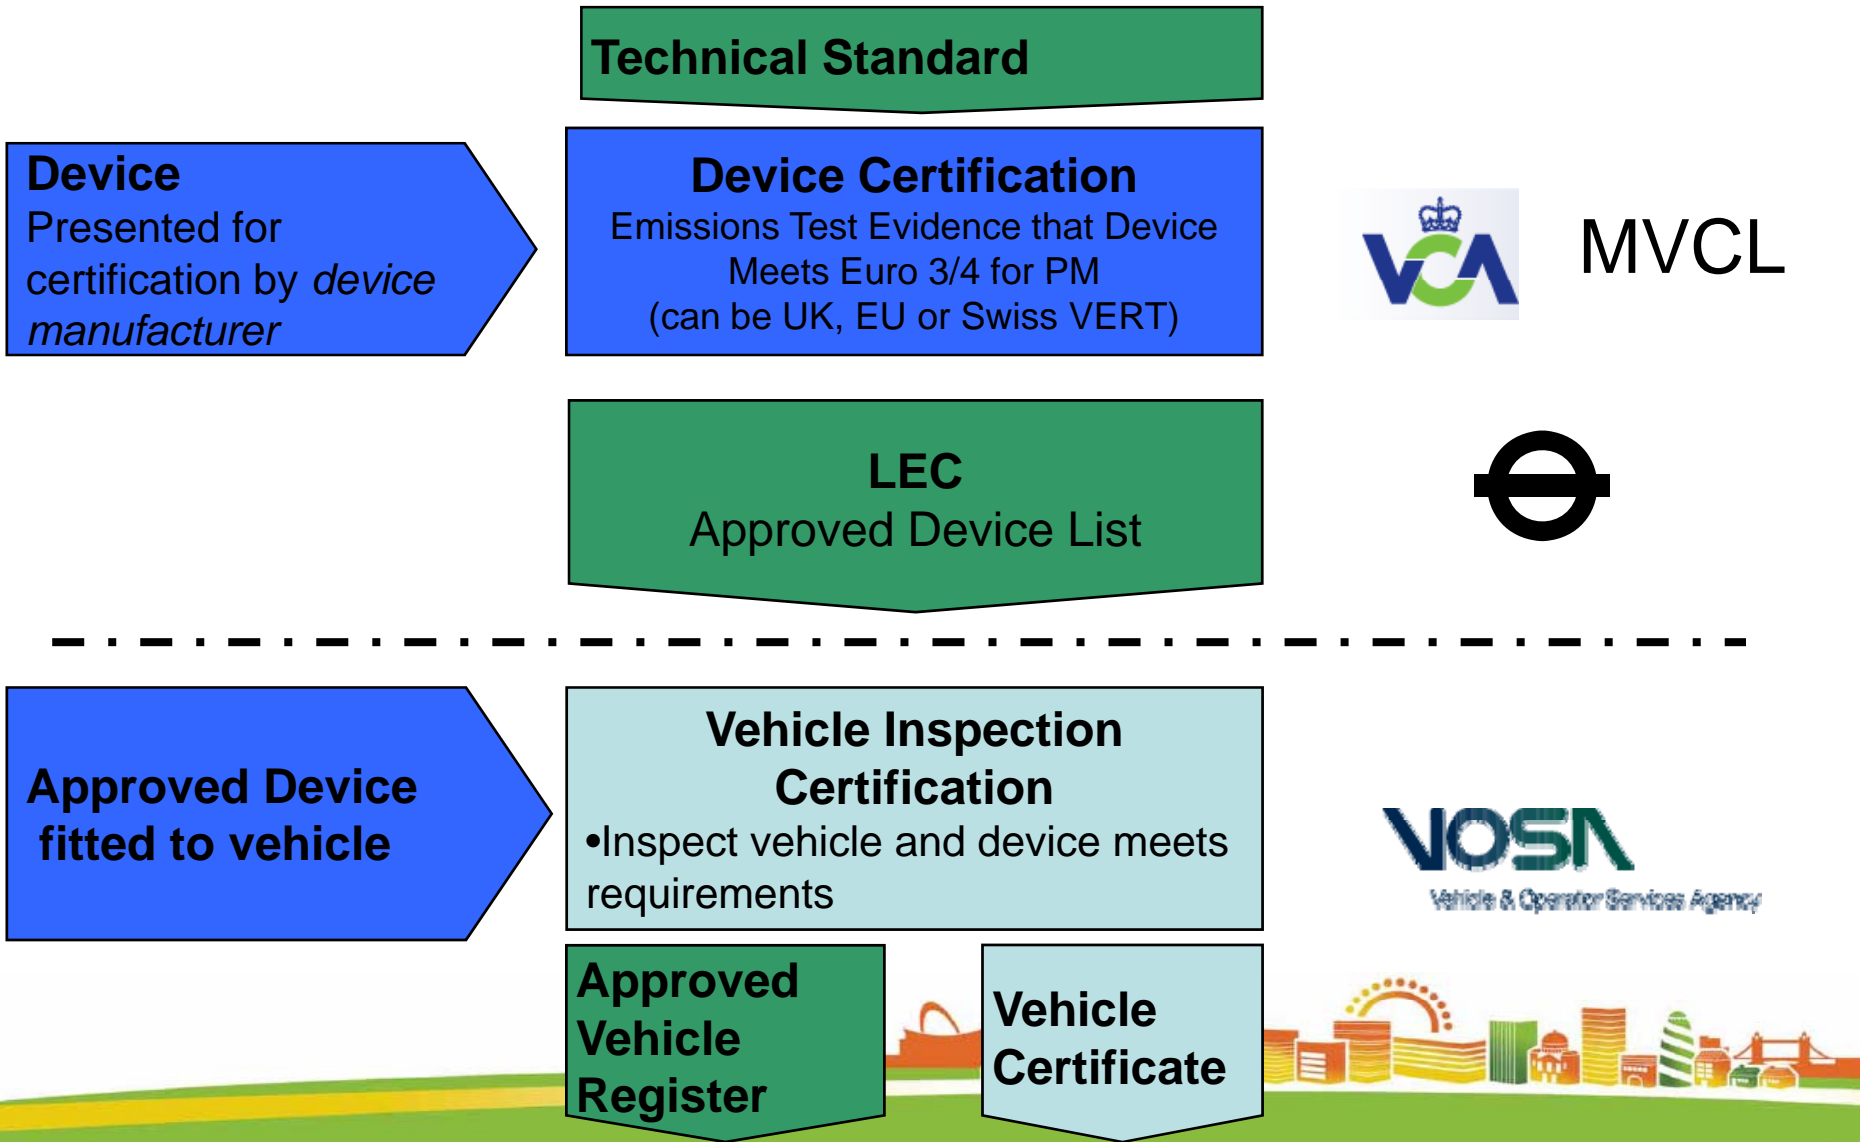 Technical Standard
Device
Presented for
certification by device
manufacturer
Device Certification
Emissions Test Evidence that Device
Meets Euro 3/4 for PM
(can be UK, EU or Swiss VERT)
VCA
MVCL
LEC
Approved Device List
Approved Device
fitted to vehicle
Vehicle Inspection
Certification
•Inspect vehicle and device meets
requirements
VOSA
Vehicle & Operator Services Agency
Approved
Vehicle
Register
Vehicle
Certificate